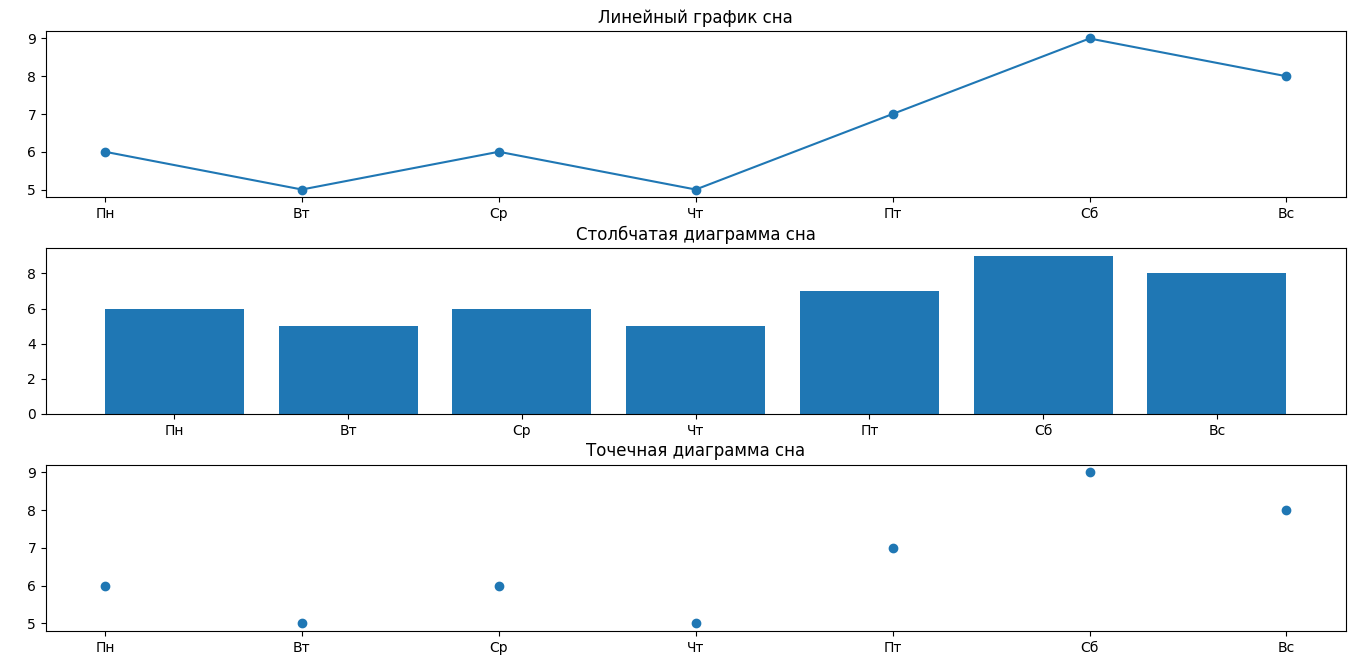 Линейный график сна
9
8
7
6
5
Пн Вт Ср Чт Пт Сб Вс
Столбчатая диаграмма сна
8
6
4
2
0
Пн Вт Ср Чт Пт Сб Вс
Точечная диаграмма сна
9
8
7
6
5
Пн Вт Ср Чт Пт Сб Вс